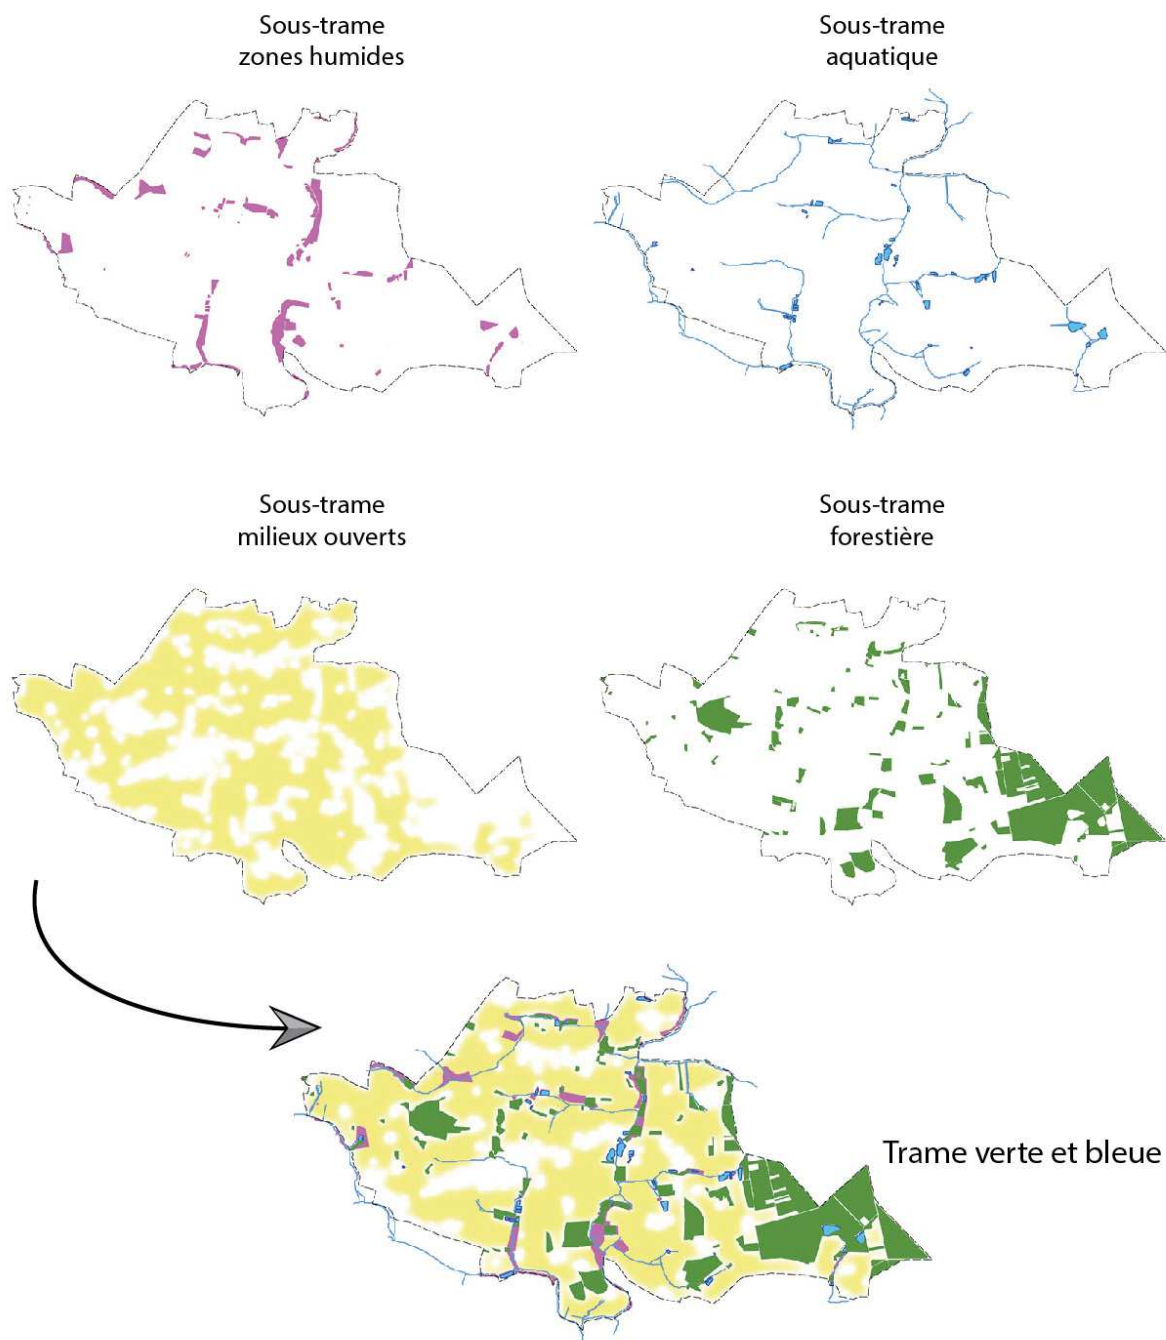 Sous-trame
zones humides
Sous-trame
aquatique
Sous-trame
milieux ouverts
Sous-trame
forestière
Trame verte et bleue